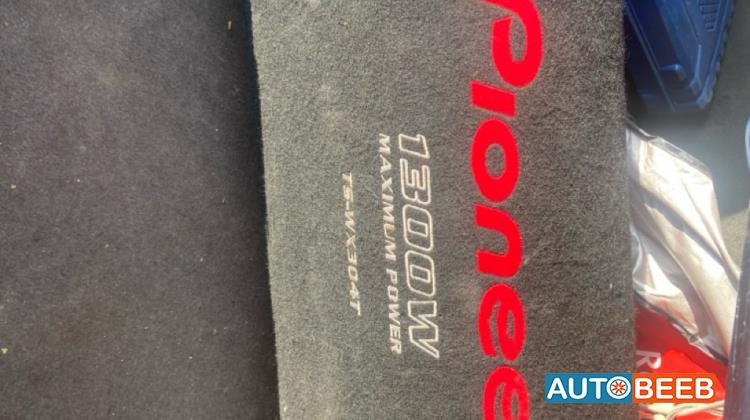 Pionee
1300W
MAXIMUM POWER
TS-WX304T
R
AUTOBEEB